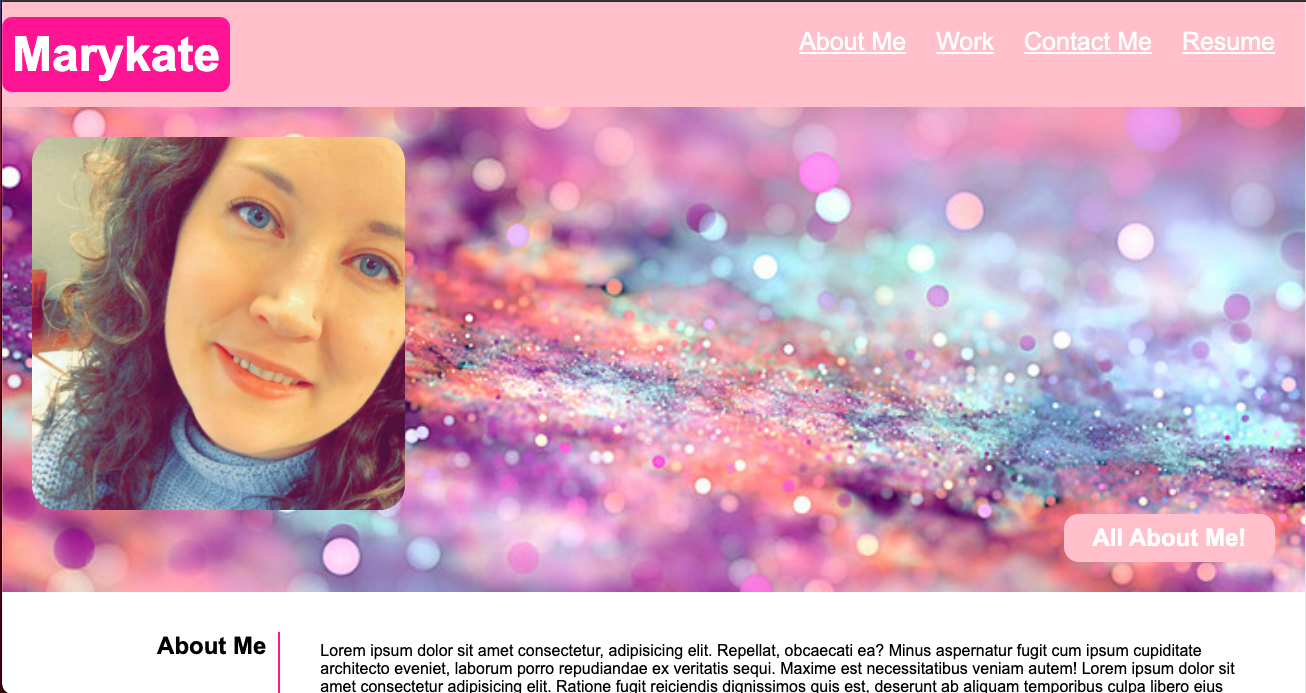 Marykate
About Me Work Contact Me Resume
All About Me!
About Me
Lorem ipsum dolor sit amet consectetur, adipisicing elit. Repellat, obcaecati ea? Minus aspernatur fugit cum ipsum cupiditate
architecto eveniet, laborum porro repudiandae ex veritatis sequi. Maxime est necessitatibus veniam autem! Lorem ipsum dolor sit
amet consectetur adipisicing elit. Ratione fugit reiciendis dignissimos quis est, deserunt ab aliquam temporibus culpa libero eius